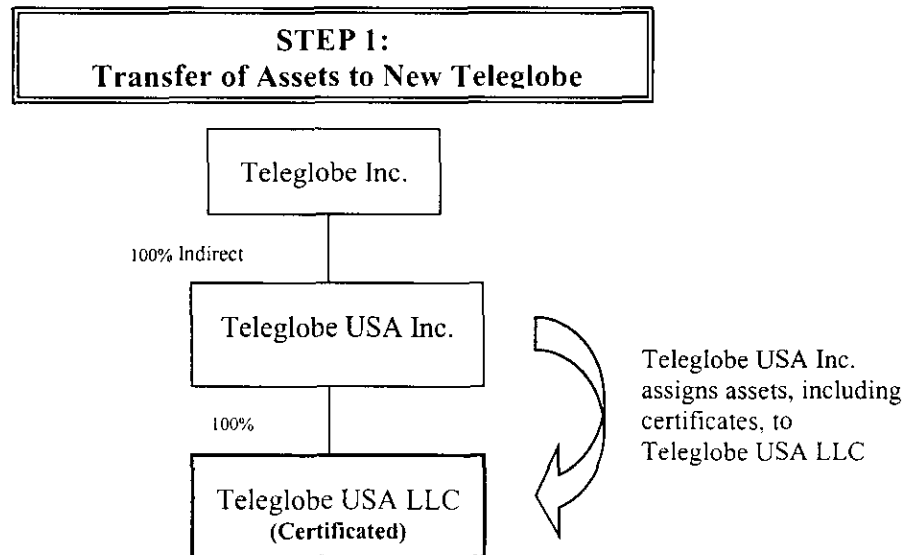 STEP 1:
Transfer of Assets to New Teleglobe
Teleglobe Inc.
100% Indirect
Teleglobe USA Inc.
Teleglobe USA Inc.
assigns assets, including
certificates, to
Teleglobe USA LLC
100%
Teleglobe USA LLC
(Certificated)